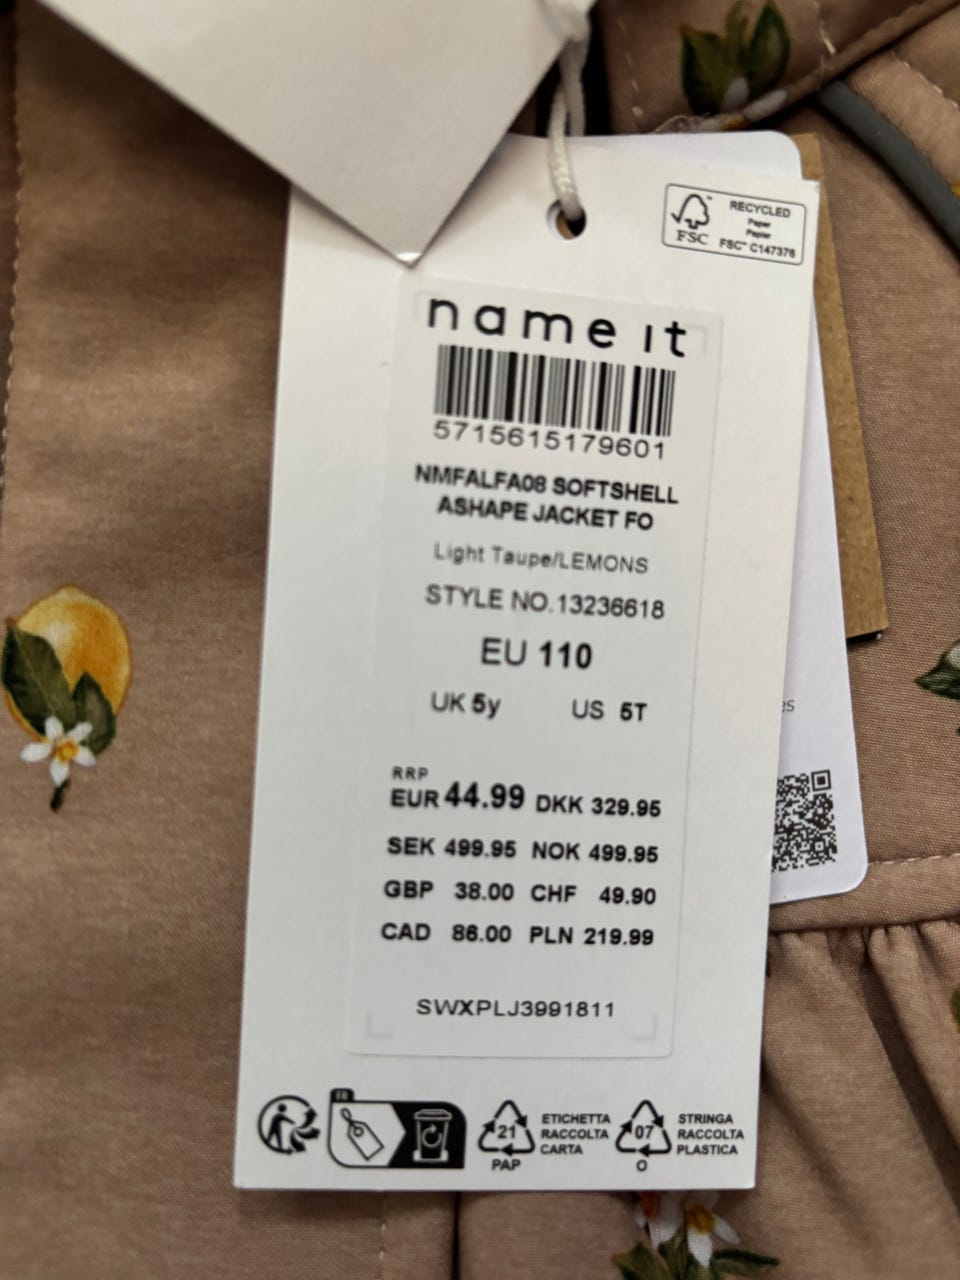 RECYCLED
Paper
Papier
FSC™ C147376
FSC™
name it
5715615179601
NMFALFA08 SOFTSHELL
ASHAPE JACKET FO
Light Taupe/LEMONS
STYLE NO.13236618
EU 110
UK 5y US 5T
RRP
EUR 44.99 DKK 329.95
SEK 499.95 NOK 499.95
GBP 38.00 CHF 49.90
CAD 86.00 PLN 219.99
SWXPLJ3991811
FR
21
PAP
ETICHETTA
RACCOLTA
CARTA
07
O
STRINGA
RACCOLTA
PLASTICA